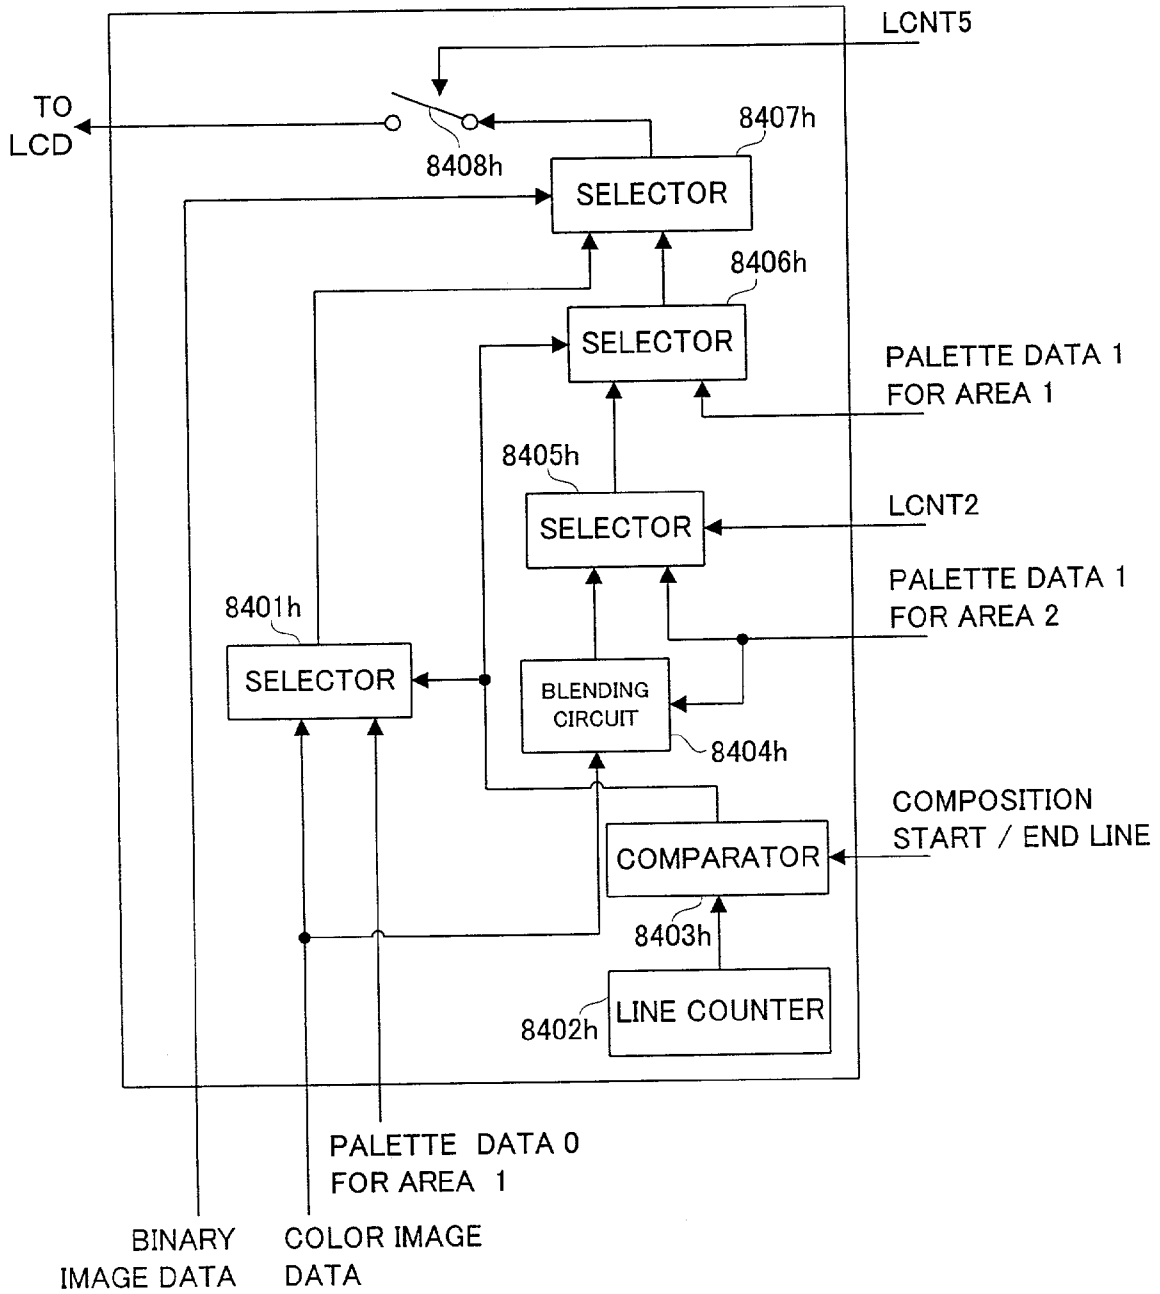 LCNT5
TO
LCD
8408h
8407h
SELECTOR
8406h
SELECTOR
PALETTE DATA 1
FOR AREA 1
8405h
SELECTOR
LCNT2
PALETTE DATA 1
FOR AREA 2
8401h
SELECTOR
BLENDING
CIRCUIT
8404h
COMPOSITION
START / END LINE
COMPARATOR
8403h
LINE COUNTER
8402h
PALETTE DATA 0
FOR AREA 1
BINARY
IMAGE DATA
COLOR IMAGE
DATA